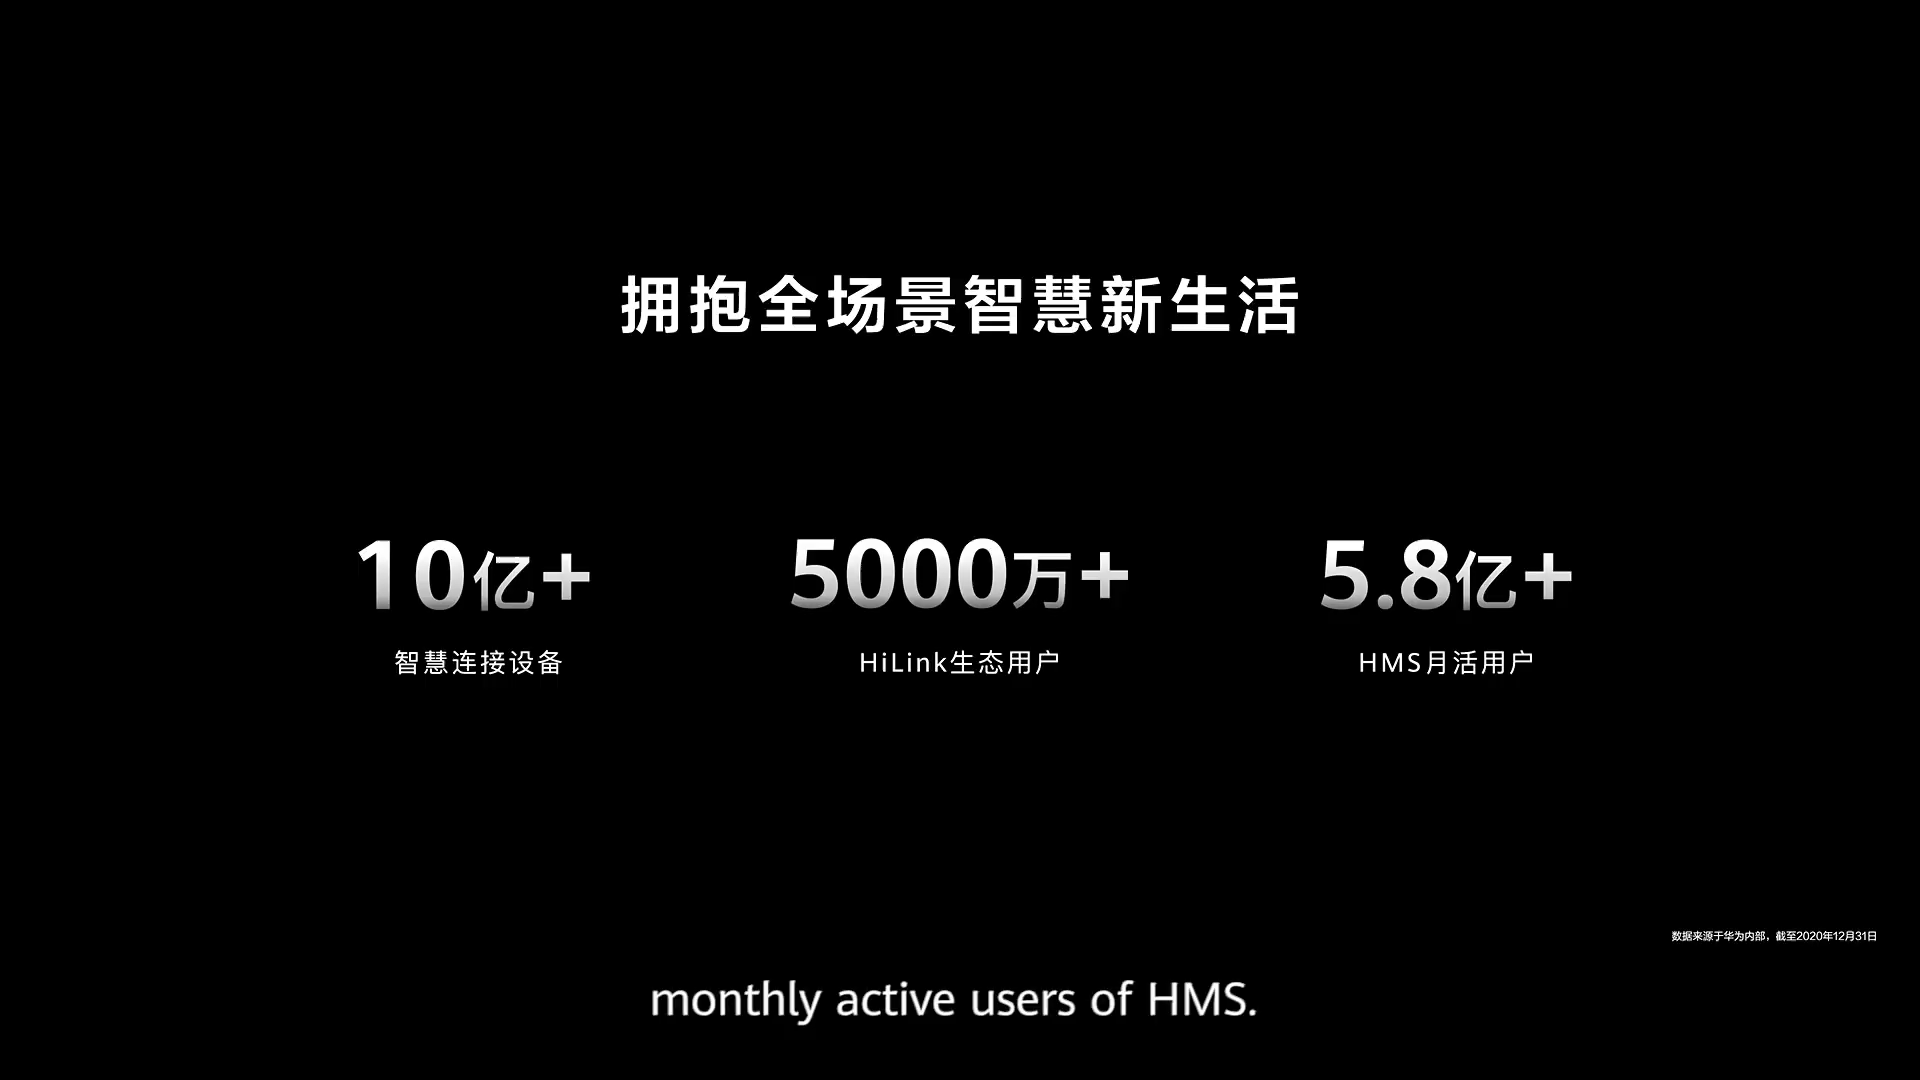 拥抱全场景智慧新生活
10亿+
5000万+
5.8亿+
智慧连接设备
HiLink生态用户
HMS月活用户
数据来源于华为内部，截至2020年12月31日
monthly active users of HMS.